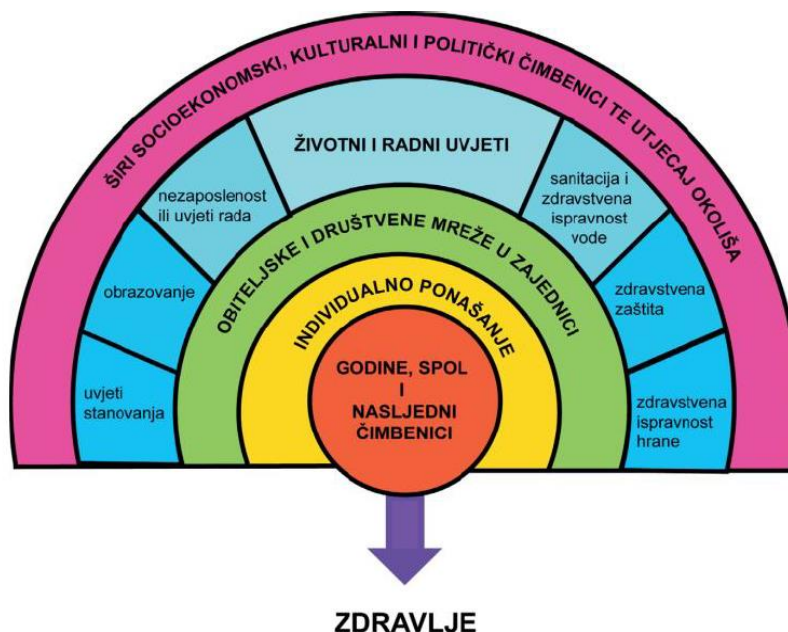 ŠIRI SOCIOEKONOMSKI, KULTURALNI I POLITIČKI ČIMBENICI TE UTJECAJ OKOLIŠA
ŽIVOTNI I RADNI UVJETI
nezaposlenost
ili uvjeti rada
sanitacija i
zdravstvena
ispravnost
vode
obrazovanje
zdravstvena
zaštita
uvjeti
stanovanja
zdravstvena
ispravnost
hrane
OBITELJSKE I DRUŠTVENE MREŽE U ZAJEDNICI
INDIVIDUALNO PONAŠANJE
GODINE, SPOL
I
NASLJEDNI
ČIMBENICI
ZDRAVLJE